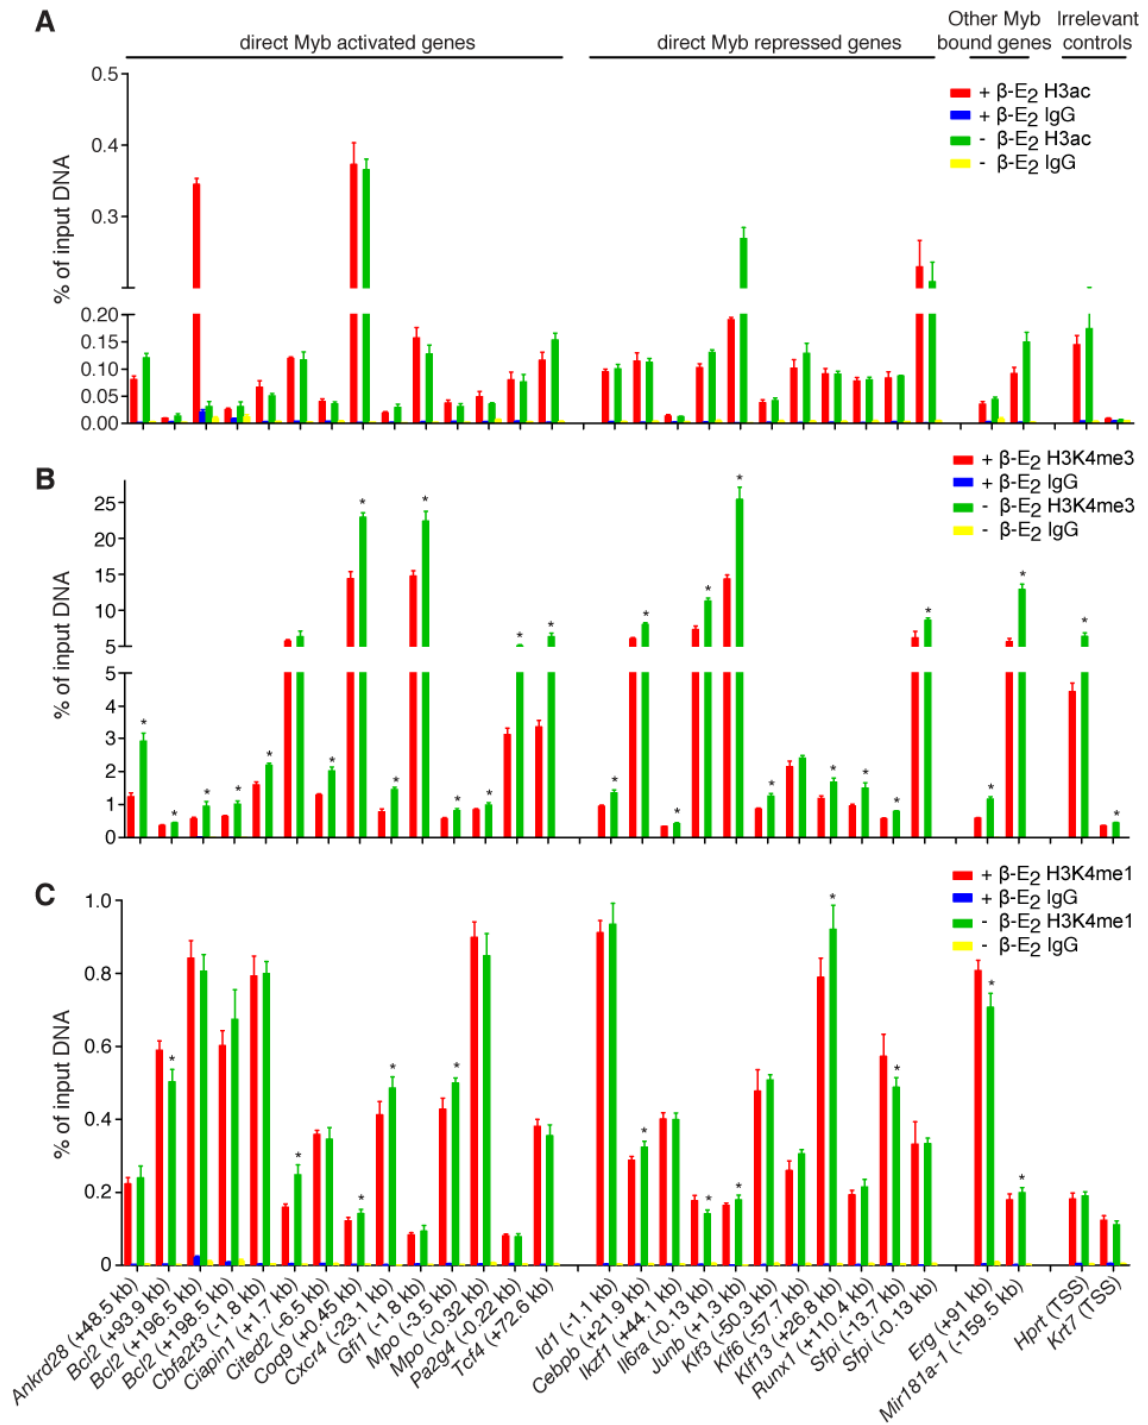 A
direct Myb activated genes
direct Myb repressed genes
Other Myb
bound genes
Irrelevant
controls
+ β-E2 H3ac
+ β-E2 IgG
- β-E2 H3ac
- β-E2 IgG
% of input DNA
0.5
0.4
0.3
0.20
0.15
0.10
0.05
0.00
B
+ β-E2 H3K4me3
+ β-E2 IgG
- β-E2 H3K4me3
- β-E2 IgG
% of input DNA
25
20
15
10
5
5
4
3
2
1
0
* * * * * * * * * * * * *
* * * * * * * * *
* *
* *
C
+ β-E2 H3K4me1
+ β-E2 IgG
- β-E2 H3K4me1
- β-E2 IgG
% of input DNA
1.0
0.8
0.6
0.4
0.2
0
* * * * *
* * * * *
* *
Ankrd28 (+48.5 kb)
Bcl2 (+93.9 kb)
Bcl2 (+196.5 kb)
Bcl2 (+198.5 kb)
Cbfa2t3 (-1.8 kb)
Ciapin1 (+1.7 kb)
Cited2 (-6.5 kb)
Coq9 (+0.45 kb)
Cxcr4 (-23.1 kb)
Gfi1 (-1.8 kb)
Mpo (-3.5 kb)
Mpo (-0.32 kb)
Pa2g4 (-0.22 kb)
Tcf4 (+72.6 kb)
Id1 (-1.1 kb)
Cebpb (+21.9 kb)
Ikzf1 (+44.1 kb)
Il6ra (-0.13 kb)
Junb (+1.3 kb)
Klf3 (-50.3 kb)
Klf6 (-57.7 kb)
Klf13 (+26.8 kb)
Runx1 (+110.4 kb)
Sfpi (-13.7 kb)
Sfpi (-0.13 kb)
Erg (+91 kb)
Mir181a-1 (-159.5 kb)
Hprt (TSS)
Krt7 (TSS)